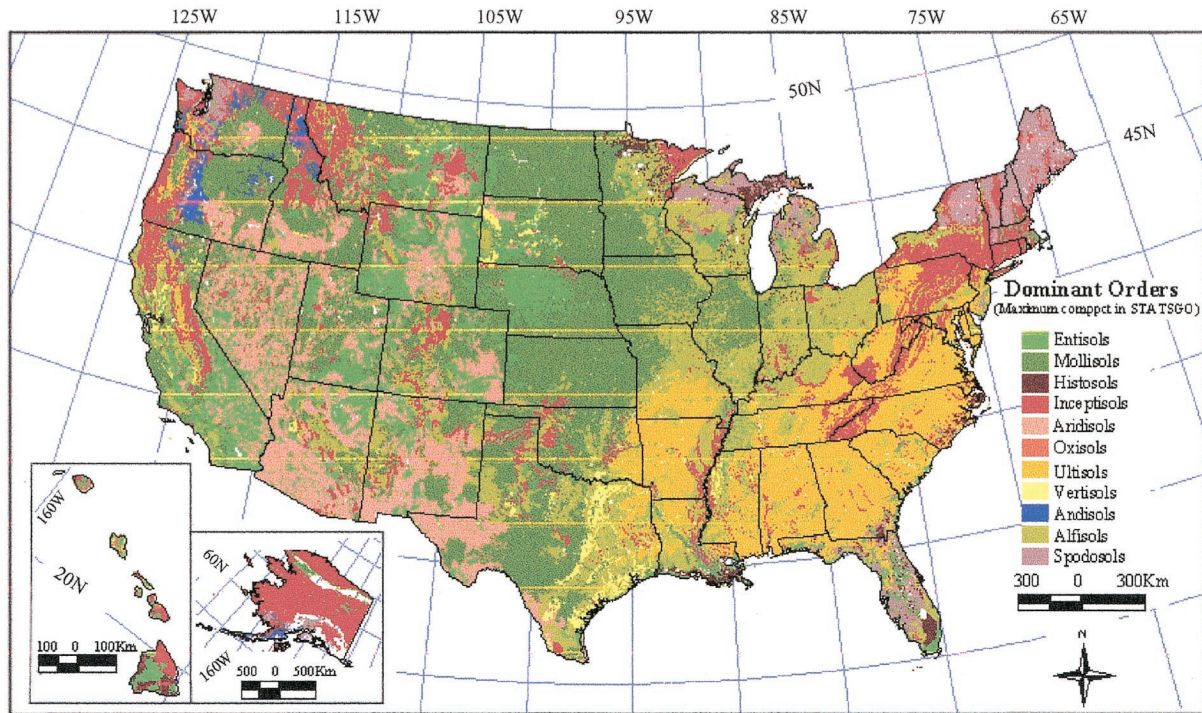 125W 115W 105W 95W 85W 75W 65W
50N
45N
Dominant Orders
(Maximum comppct in STATSGO)
Entisols
Mollisols
Histosols
Inceptisols
Aridisols
Oxisols
Ultisols
Vertisols
Andisols
Alfisols
Spodosols
300 0 300Km
N
160W
20N
100 0 100Km
60N
160W
500 0 500Km